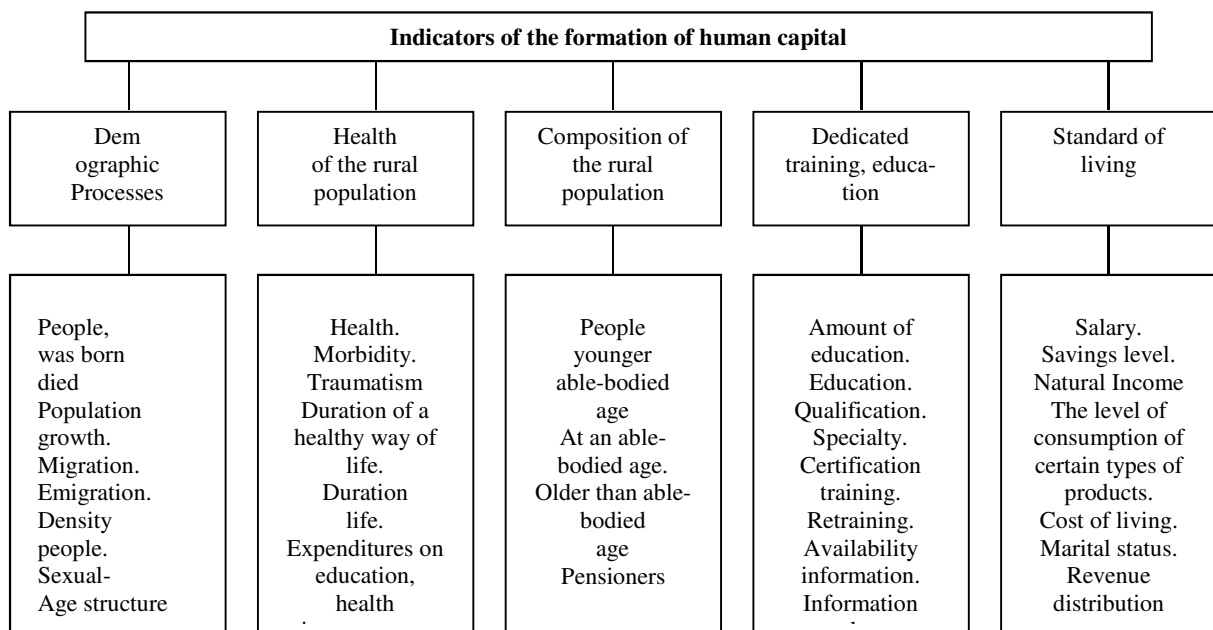 Indicators of the formation of human capital
Dem
ographic
Processes
Health
of the rural
population
Composition of
the rural
population
Dedicated
training, educa-
tion
Standard of
living
People,
was born
died
Population
growth.
Migration.
Emigration.
Density
people.
Sexual-
Age structure
Health.
Morbidity.
Traumatism
Duration of a
healthy way of
life.
Duration
life.
Expenditures on
education,
health
People
younger
able-bodied
age
At an able-
bodied age.
Older than able-
bodied
age
Pensioners
Amount of
education.
Education.
Qualification.
Specialty.
Certification
training.
Retraining.
Availability
information.
Information
Salary.
Savings level.
Natural Income
The level of
consumption of
certain types of
products.
Cost of living.
Marital status.
Revenue
distribution